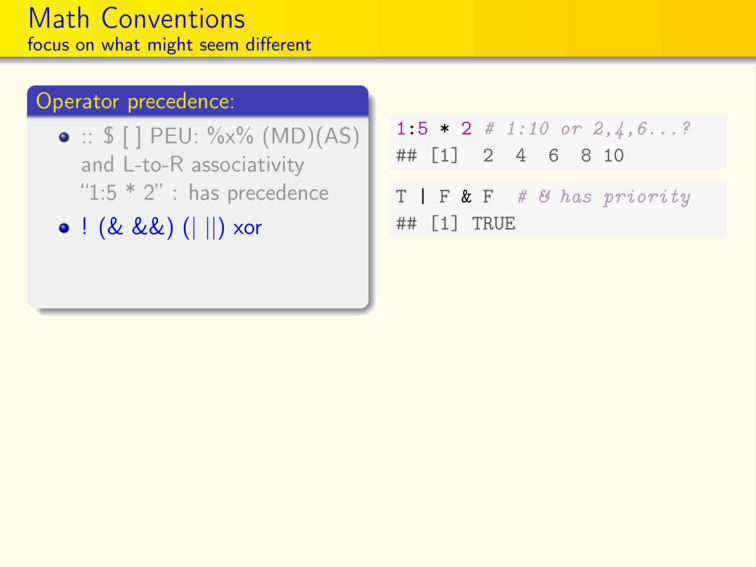 Math Conventions
focus on what might seem different
Operator precedence:
:: $ [ ] PEU: %x% (MD)(AS)
and L-to-R associativity
“1:5 * 2” : has precedence
! (& &&) (| ||) xor
1:5 * 2 # 1:10 or 2,4,6...?
## [1]  2  4  6  8 10
T | F & F  # & has priority
## [1] TRUE